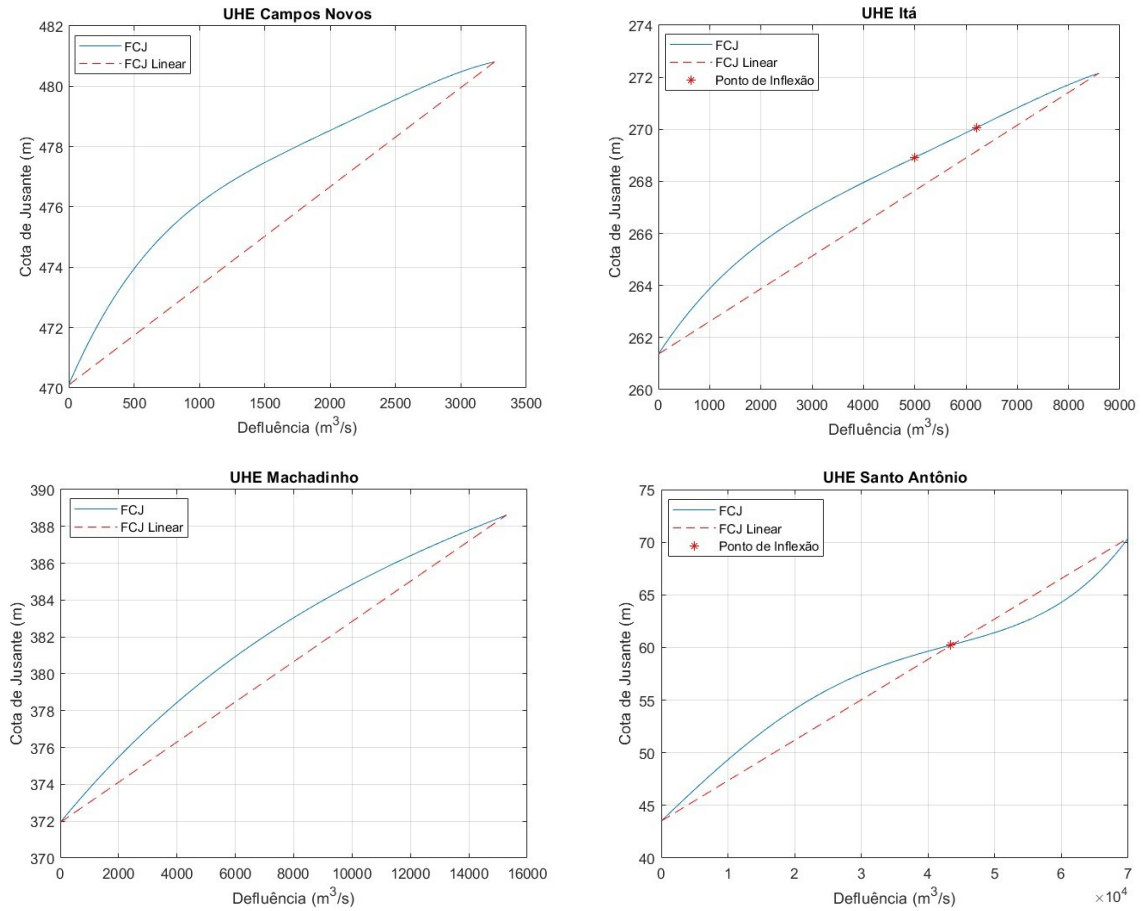 UHE Campos Novos
FCJ
FCJ Linear
482
480
478
476
474
472
470
0 500 1000 1500 2000 2500 3000 3500
Cota de Jusante (m)
Defluência (m³/s)
UHE Itá
FCJ
FCJ Linear
Ponto de Inflexão
274
272
270
268
266
264
262
260
0 1000 2000 3000 4000 5000 6000 7000 8000 9000
Cota de Jusante (m)
Defluência (m³/s)
UHE Machadinho
FCJ
FCJ Linear
390
388
386
384
382
380
378
376
374
372
370
0 2000 4000 6000 8000 10000 12000 14000 16000
Cota de Jusante (m)
Defluência (m³/s)
UHE Santo Antônio
FCJ
FCJ Linear
Ponto de Inflexão
75
70
65
60
55
50
45
40
0 1 2 3 4 5 6 7
×10⁴
Cota de Jusante (m)
Defluência (m³/s)